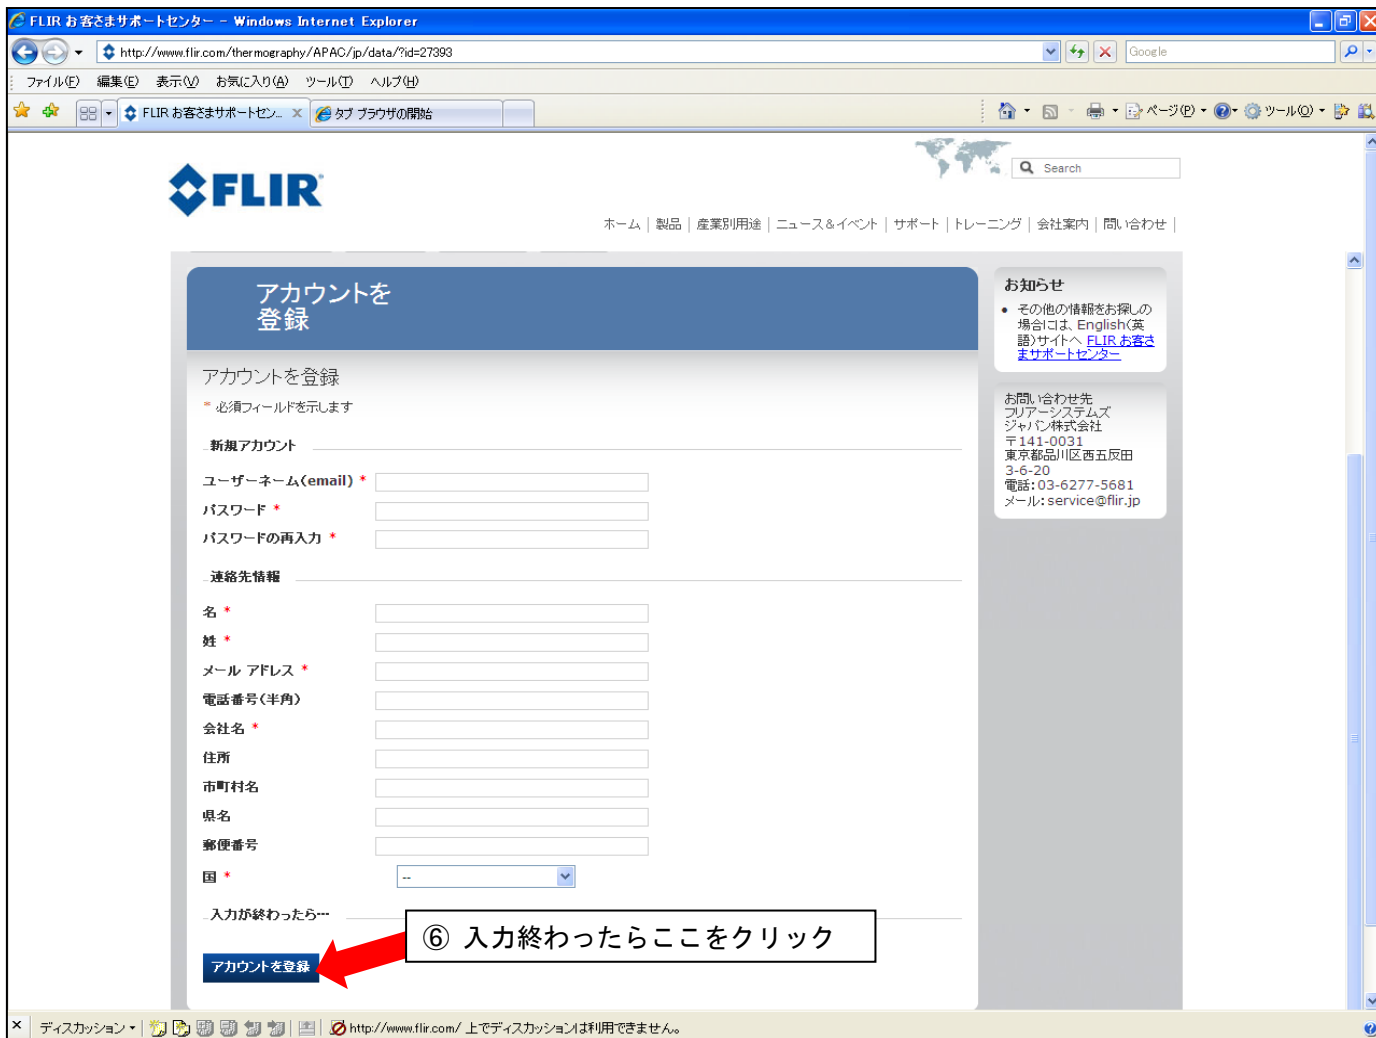 FLIR お客さまサポートセンター - Windows Internet Explorer
http://www.flir.com/thermography/APAC/jp/data/?id=27393
Google
ファイル(F) 編集(E) 表示(V) お気に入り(A) ツール(T) ヘルプ(H)
FLIR お客さまサポートセン...
タブ ブラウザの開始
ページ(P) ツール(O)
FLIR
Search
ホーム | 製品 | 産業別用途 | ニュース&イベント | サポート | トレーニング | 会社案内 | 問い合わせ |
アカウントを
登録
アカウントを登録
* 必須フィールドを示します
新規アカウント
ユーザーネーム(email) *
パスワード *
パスワードの再入力 *
連絡先情報
名 *
姓 *
メール アドレス *
電話番号(半角)
会社名 *
住所
市町村名
県名
郵便番号
国 *
--
入力が終わったら…
⑥ 入力終わったらここをクリック
アカウントを登録
お知らせ
• その他の情報をお探しの
場合には、English(英
語)サイトへ FLIR お客さ
まサポートセンター
お問い合わせ先
フリアーシステムズ
ジャパン株式会社
〒141-0031
東京都品川区西五反田
3-6-20
電話：03-6277-5681
メール：service@flir.jp
ディスカッション
http://www.flir.com/ 上でディスカッションは利用できません。